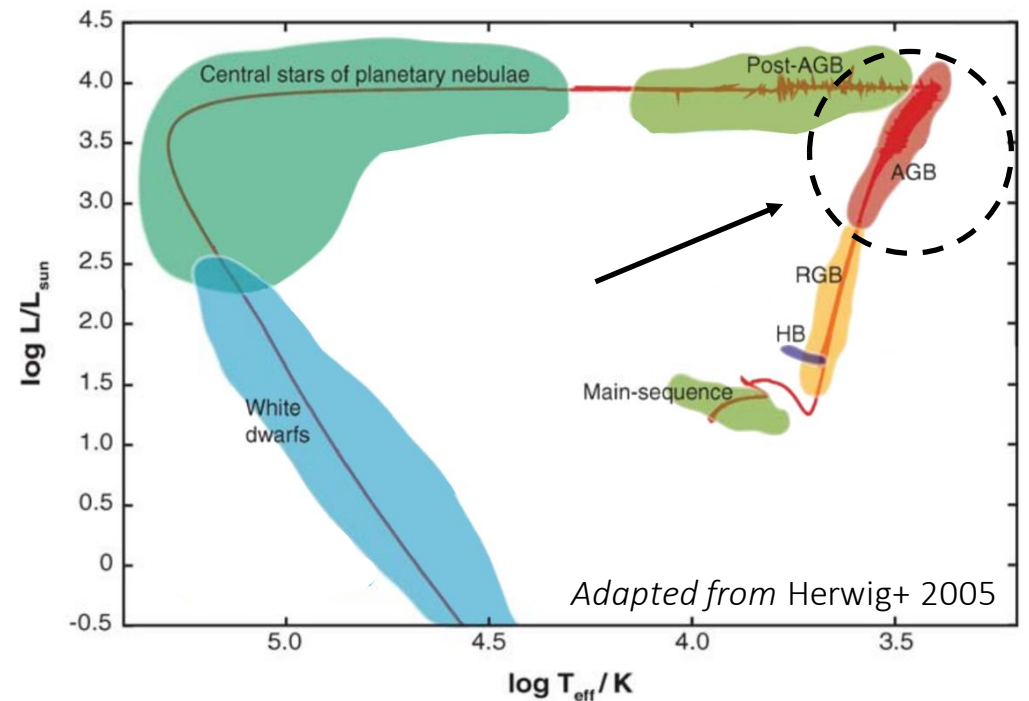 4.5
4.0
3.5
3.0
2.5
2.0
1.5
1.0
0.5
0
-0.5
log L/Lsun
Central stars of planetary nebulae
Post-AGB
AGB
RGB
HB
Main-sequence
White
dwarfs
Adapted from Herwig+ 2005
5.0 4.5 4.0 3.5
log Teff / K